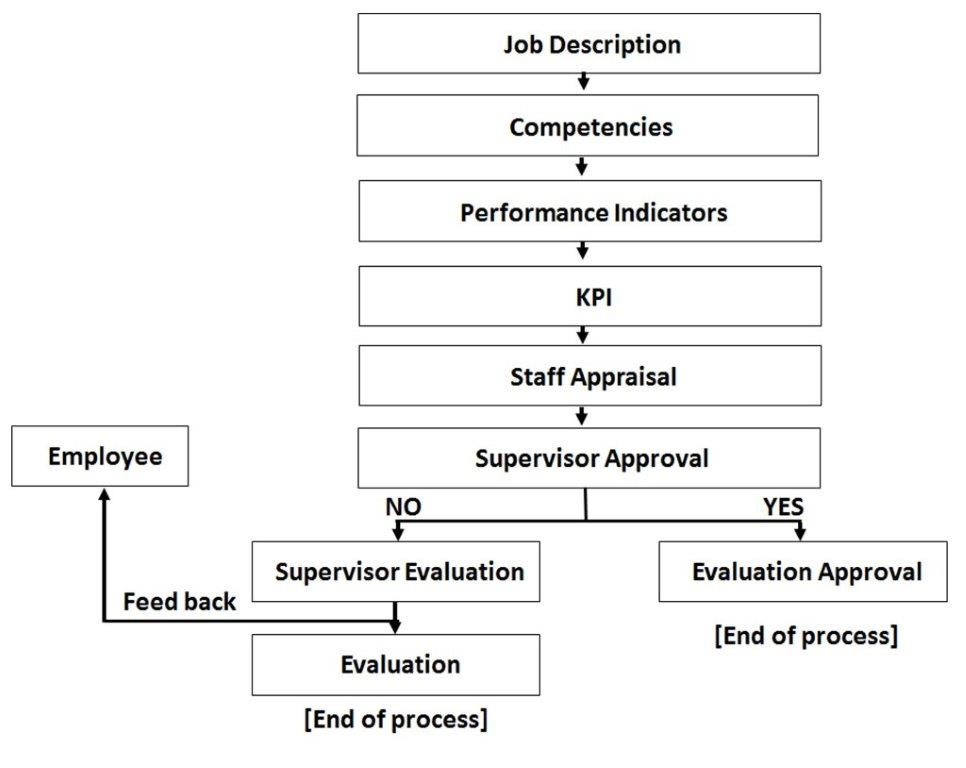 Job Description
Competencies
Performance Indicators
KPI
Staff Appraisal
Employee
Supervisor Approval
NO
YES
Supervisor Evaluation
Evaluation Approval
Feed back
[End of process]
Evaluation
[End of process]